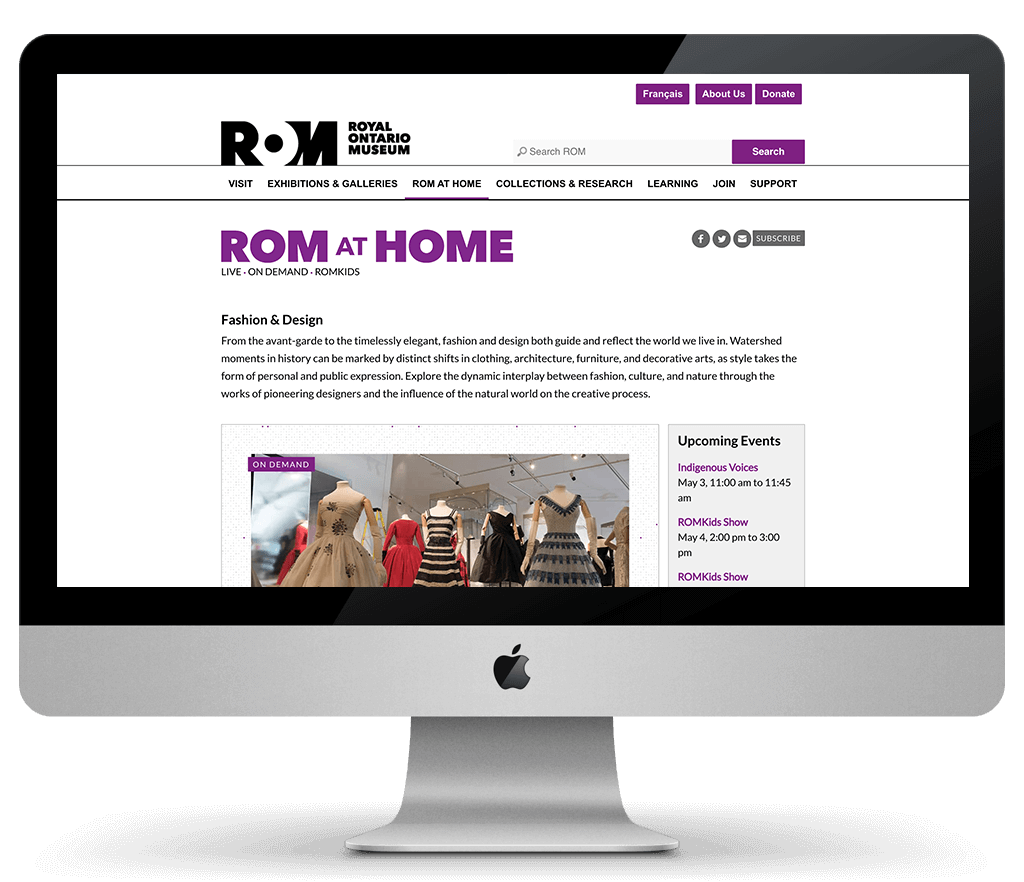 Français About Us Donate
ROM ROYAL
ONTARIO
MUSEUM
Search ROM Search
VISIT EXHIBITIONS & GALLERIES ROM AT HOME COLLECTIONS & RESEARCH LEARNING JOIN SUPPORT
ROM AT HOME
LIVE · ON DEMAND · ROMKIDS
SUBSCRIBE
Fashion & Design
From the avant-garde to the timelessly elegant, fashion and design both guide and reflect the world we live in. Watershed
moments in history can be marked by distinct shifts in clothing, architecture, furniture, and decorative arts, as style takes the
form of personal and public expression. Explore the dynamic interplay between fashion, culture, and nature through the
works of pioneering designers and the influence of the natural world on the creative process.
ON DEMAND
Upcoming Events
Indigenous Voices
May 3, 11:00 am to 11:45
am
ROMKids Show
May 4, 2:00 pm to 3:00
pm
ROMKids Show